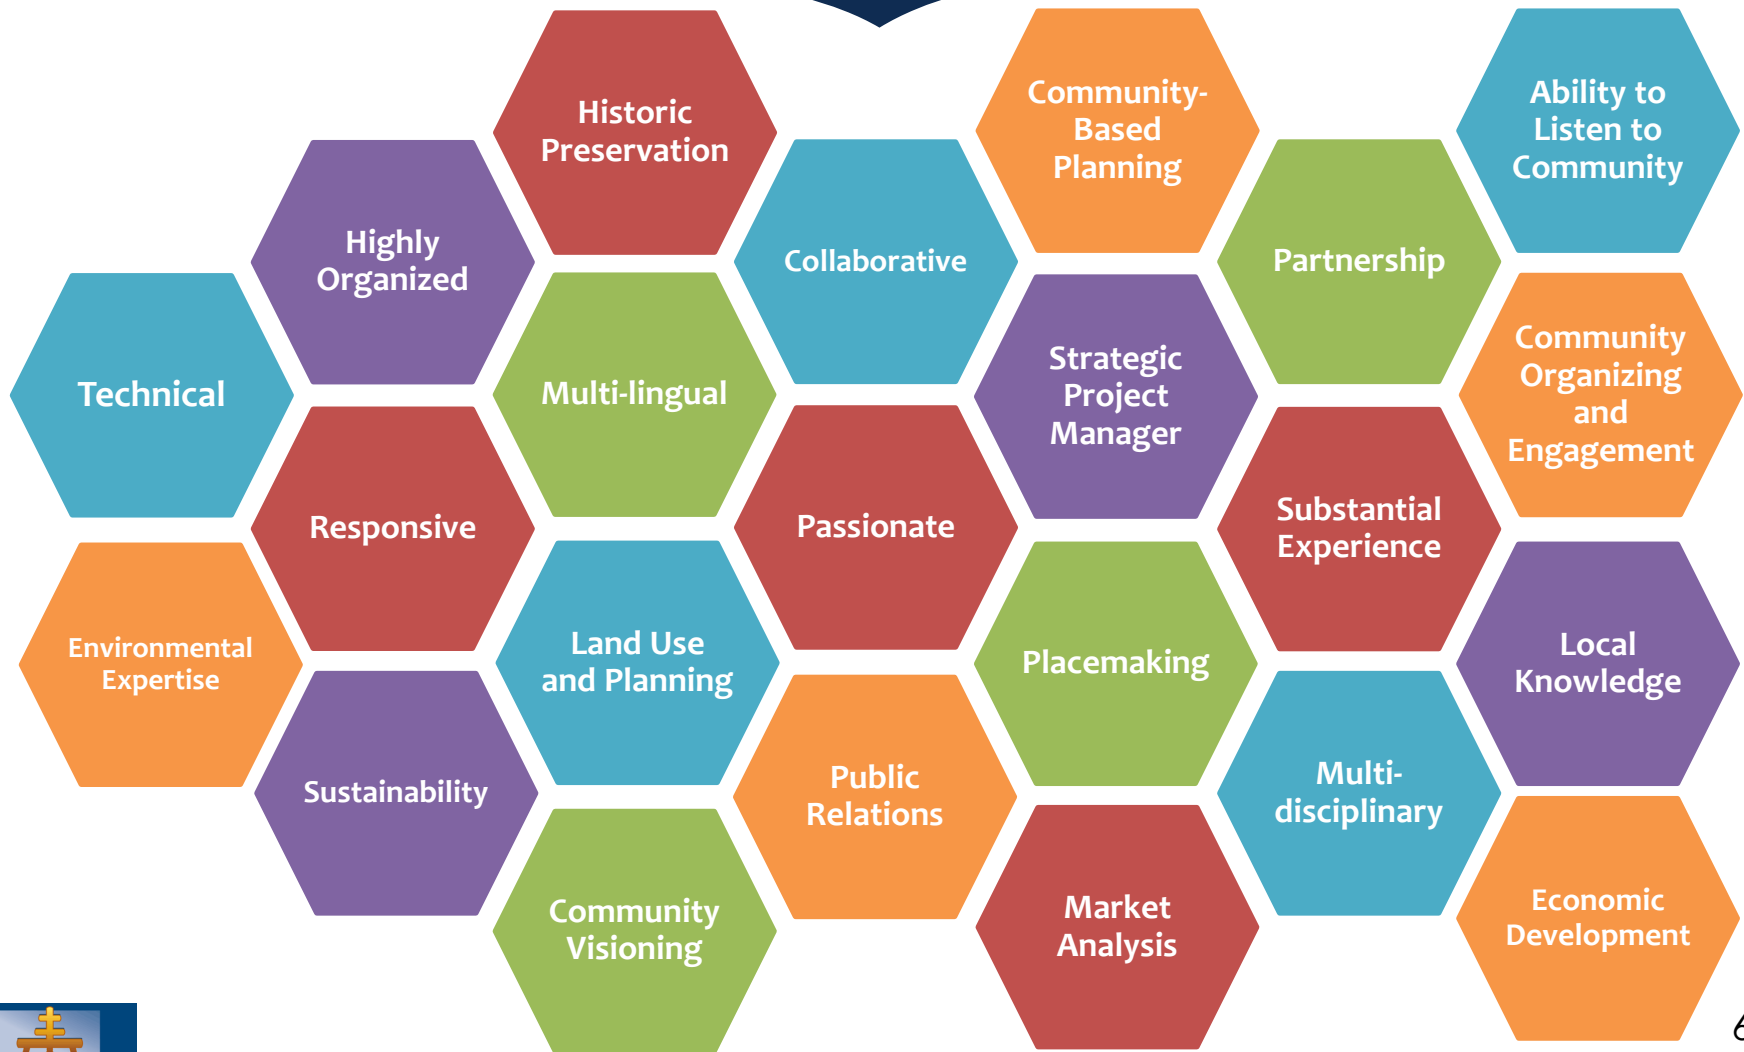 Historic
Preservation
Community-
Based
Planning
Ability to
Listen to
Community
Highly
Organized
Collaborative
Partnership
Technical
Multi-lingual
Strategic
Project
Manager
Community
Organizing
and
Engagement
Responsive
Passionate
Substantial
Experience
Environmental
Expertise
Land Use
and Planning
Placemaking
Local
Knowledge
Sustainability
Public
Relations
Multi-
disciplinary
Community
Visioning
Market
Analysis
Economic
Development